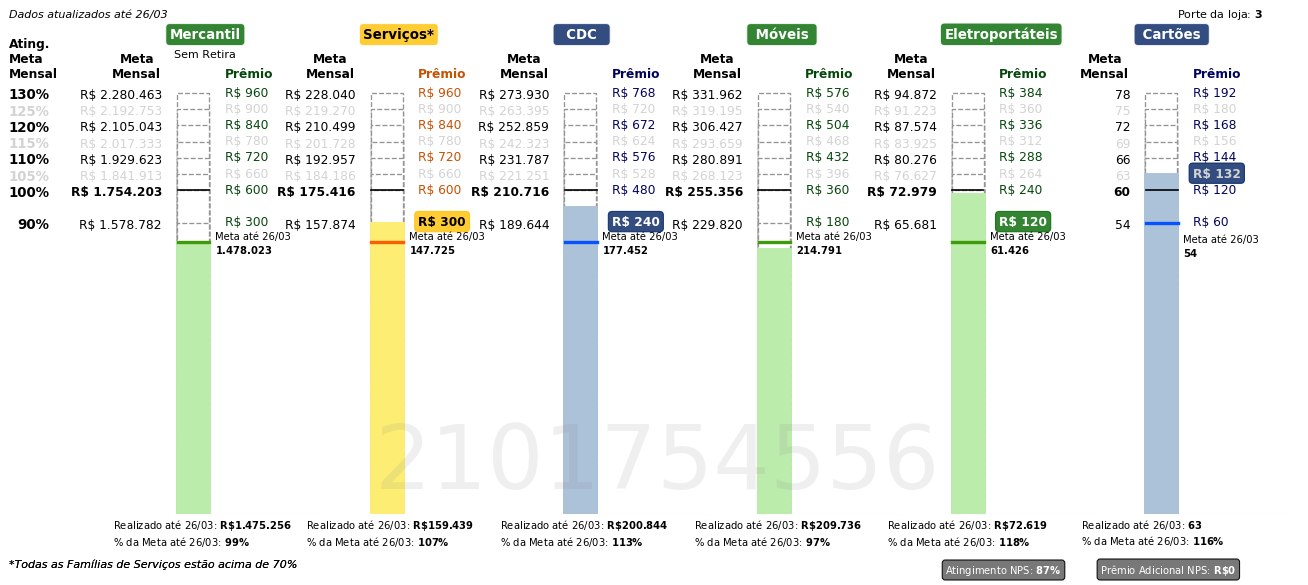 Dados atualizados até 26/03 Porte da loja: 3
Mercantil Serviços* CDC Móveis Eletroportáteis Cartões
Sem Retira
Ating. Meta Mensal Meta Mensal Prêmio Meta Mensal Prêmio Meta Mensal Prêmio Meta Mensal Prêmio Meta Mensal Prêmio Meta Mensal Prêmio
130% R$ 2.280.463 R$ 960 R$ 228.040 R$ 960 R$ 273.930 R$ 768 R$ 331.962 R$ 576 R$ 94.872 R$ 384 78 R$ 192
125% R$ 2.192.753 R$ 900 R$ 219.270 R$ 900 R$ 263.395 R$ 720 R$ 319.195 R$ 540 R$ 91.223 R$ 360 75 R$ 180
120% R$ 2.105.043 R$ 840 R$ 210.499 R$ 840 R$ 252.859 R$ 672 R$ 306.427 R$ 504 R$ 87.574 R$ 336 72 R$ 168
115% R$ 2.017.333 R$ 780 R$ 201.728 R$ 780 R$ 242.323 R$ 624 R$ 293.659 R$ 468 R$ 83.925 R$ 312 69 R$ 156
110% R$ 1.929.623 R$ 720 R$ 192.957 R$ 720 R$ 231.787 R$ 576 R$ 280.891 R$ 432 R$ 80.276 R$ 288 66 R$ 144
105% R$ 1.841.913 R$ 660 R$ 184.186 R$ 660 R$ 221.251 R$ 528 R$ 268.123 R$ 396 R$ 76.627 R$ 264 63 R$ 132
100% R$ 1.754.203 R$ 600 R$ 175.416 R$ 600 R$ 210.716 R$ 480 R$ 255.356 R$ 360 R$ 72.979 R$ 240 60 R$ 120
90% R$ 1.578.782 R$ 300 R$ 157.874 R$ 300 R$ 189.644 R$ 240 R$ 229.820 R$ 180 R$ 65.681 R$ 120 54 R$ 60
Meta até 26/03 Meta até 26/03 Meta até 26/03 Meta até 26/03 Meta até 26/03 Meta até 26/03
1.478.023 147.725 177.452 214.791 61.426 54
2101754556
Realizado até 26/03: R$1.475.256 Realizado até 26/03: R$159.439 Realizado até 26/03: R$200.844 Realizado até 26/03: R$209.736 Realizado até 26/03: R$72.619 Realizado até 26/03: 63
% da Meta até 26/03: 99% % da Meta até 26/03: 107% % da Meta até 26/03: 113% % da Meta até 26/03: 97% % da Meta até 26/03: 118% % da Meta até 26/03: 116%
*Todas as Famílias de Serviços estão acima de 70% Atingimento NPS: 87% Prêmio Adicional NPS: R$0